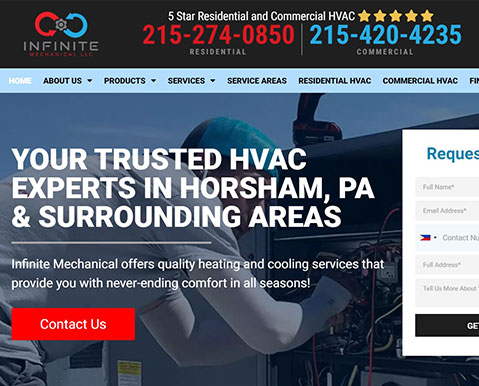 5 Star Residential and Commercial HVAC
INFINITE
MECHANICAL LLC
215-274-0850
RESIDENTIAL
215-420-4235
COMMERCIAL
HOME ABOUT US PRODUCTS SERVICES SERVICE AREAS RESIDENTIAL HVAC COMMERCIAL HVAC FIN
YOUR TRUSTED HVAC
EXPERTS IN HORSHAM, PA
& SURROUNDING AREAS
Infinite Mechanical offers quality heating and cooling services that
provide you with never-ending comfort in all seasons!
Contact Us
Reques
Full Name*
Email Address*
Contact Nu
Full Address*
Tell Us More About
GE